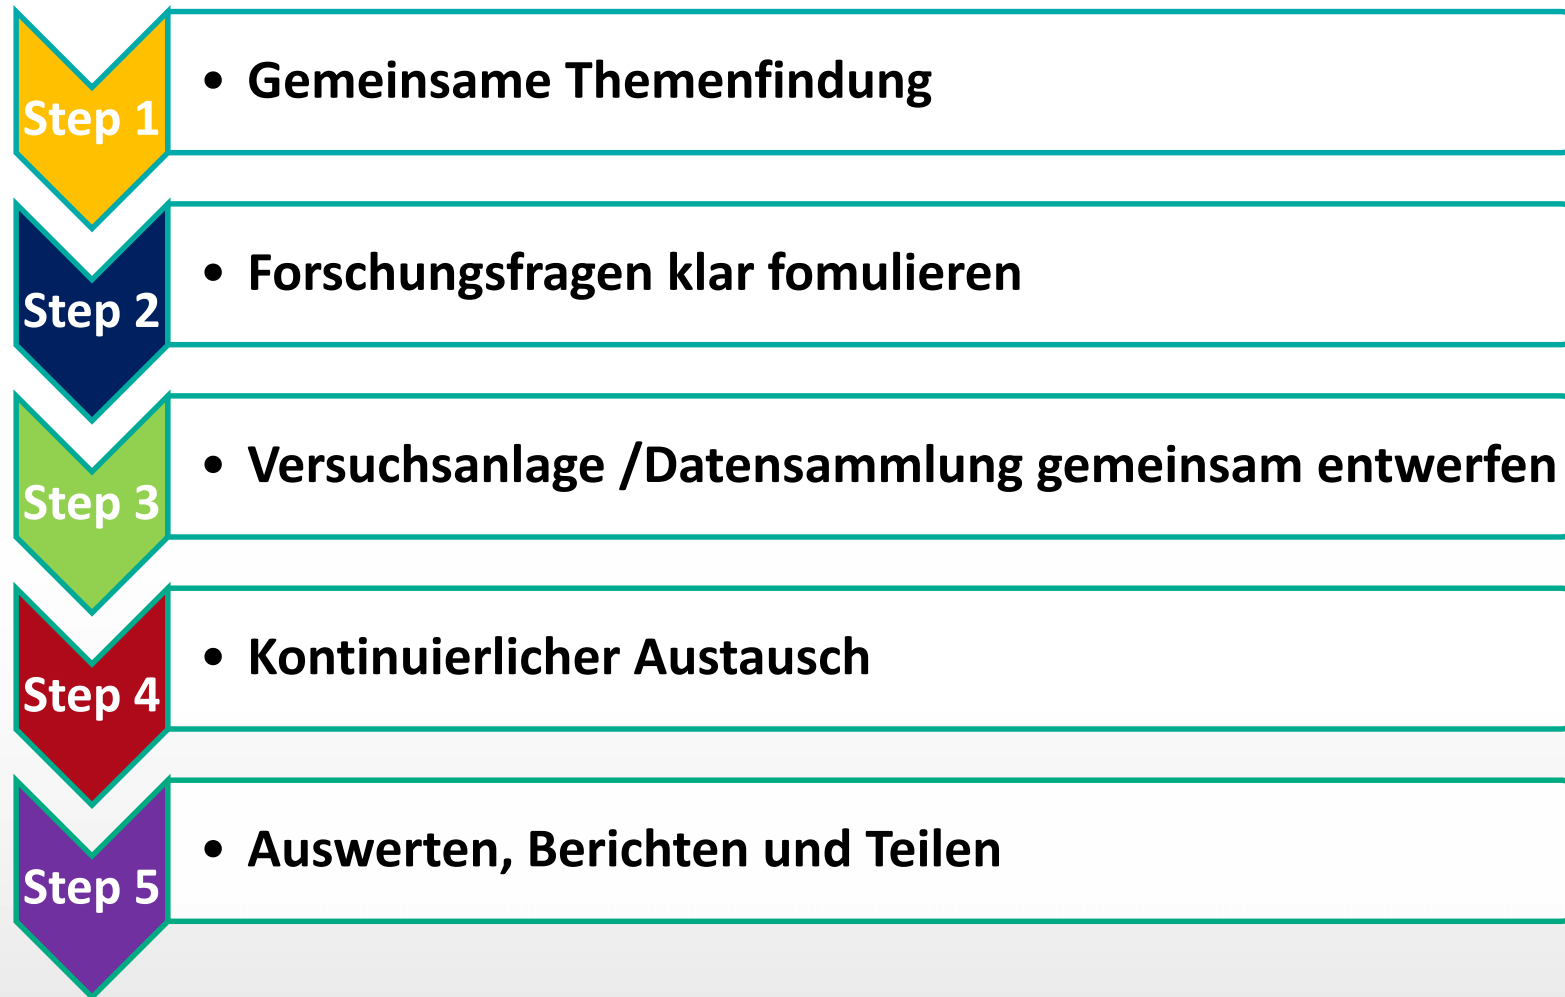 Step 1
• Gemeinsame Themenfindung
Step 2
• Forschungsfragen klar fomulieren
Step 3
• Versuchsanlage /Datensammlung gemeinsam entwerfen
Step 4
• Kontinuierlicher Austausch
Step 5
• Auswerten, Berichten und Teilen